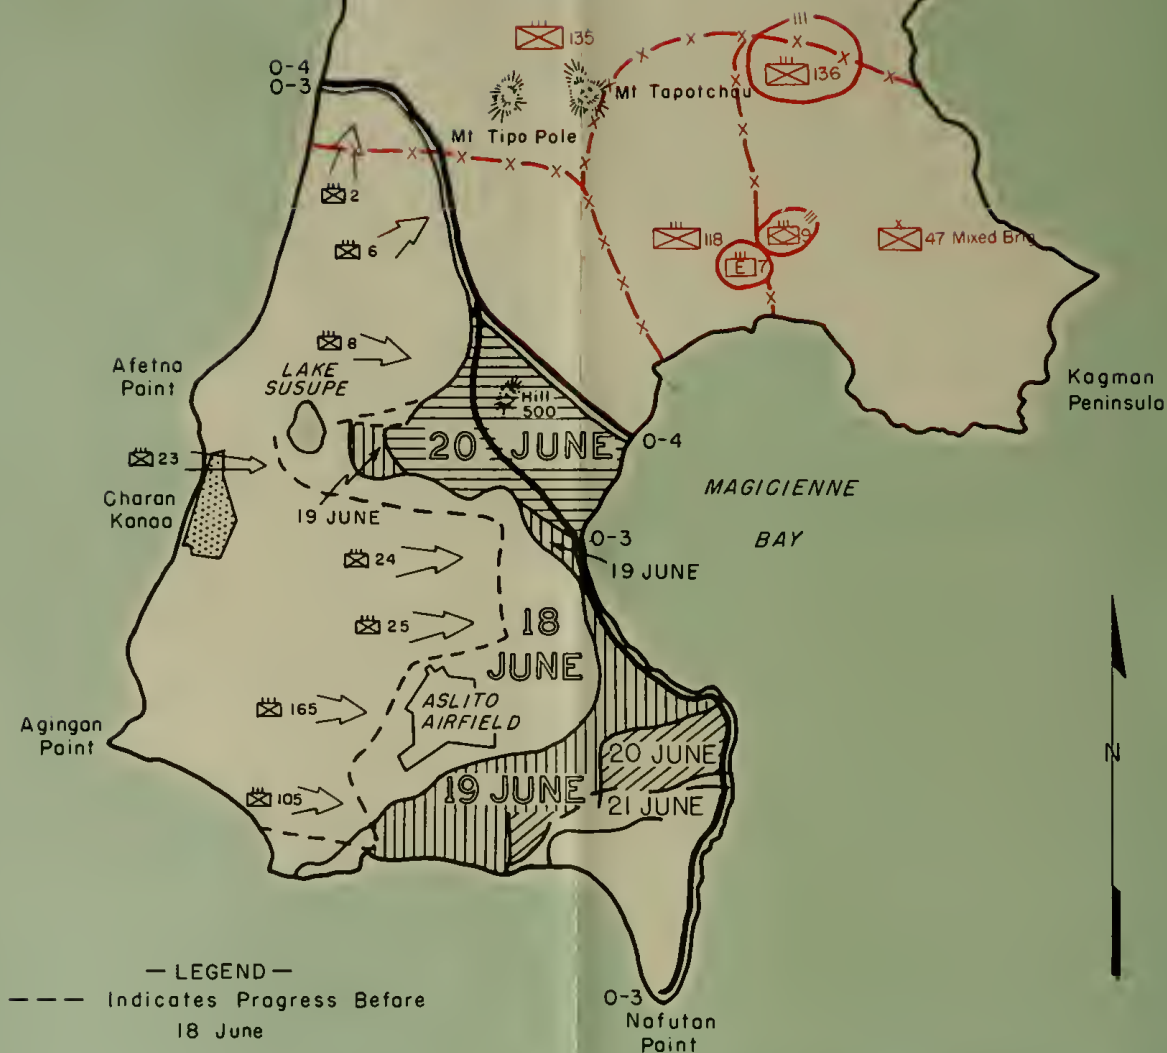 135
136
O-4
O-3
Mt Tapotchau
Mt Tipo Pole
2
6
118
9
47 Mixed Brig
E 7
8
Afetna
Point
LAKE
SUSUPE
Hill
500
Kagman
Peninsula
20 JUNE
O-4
23
19 JUNE
MAGICIENNE
BAY
Charan
Kanoa
O-3
19 JUNE
24
25
18
JUNE
165
ASLITO
AIRFIELD
Agingan
Point
20 JUNE
N
105
19 JUNE
21 JUNE
— LEGEND —
Indicates Progress Before
18 June
O-3
Nafutan
Point